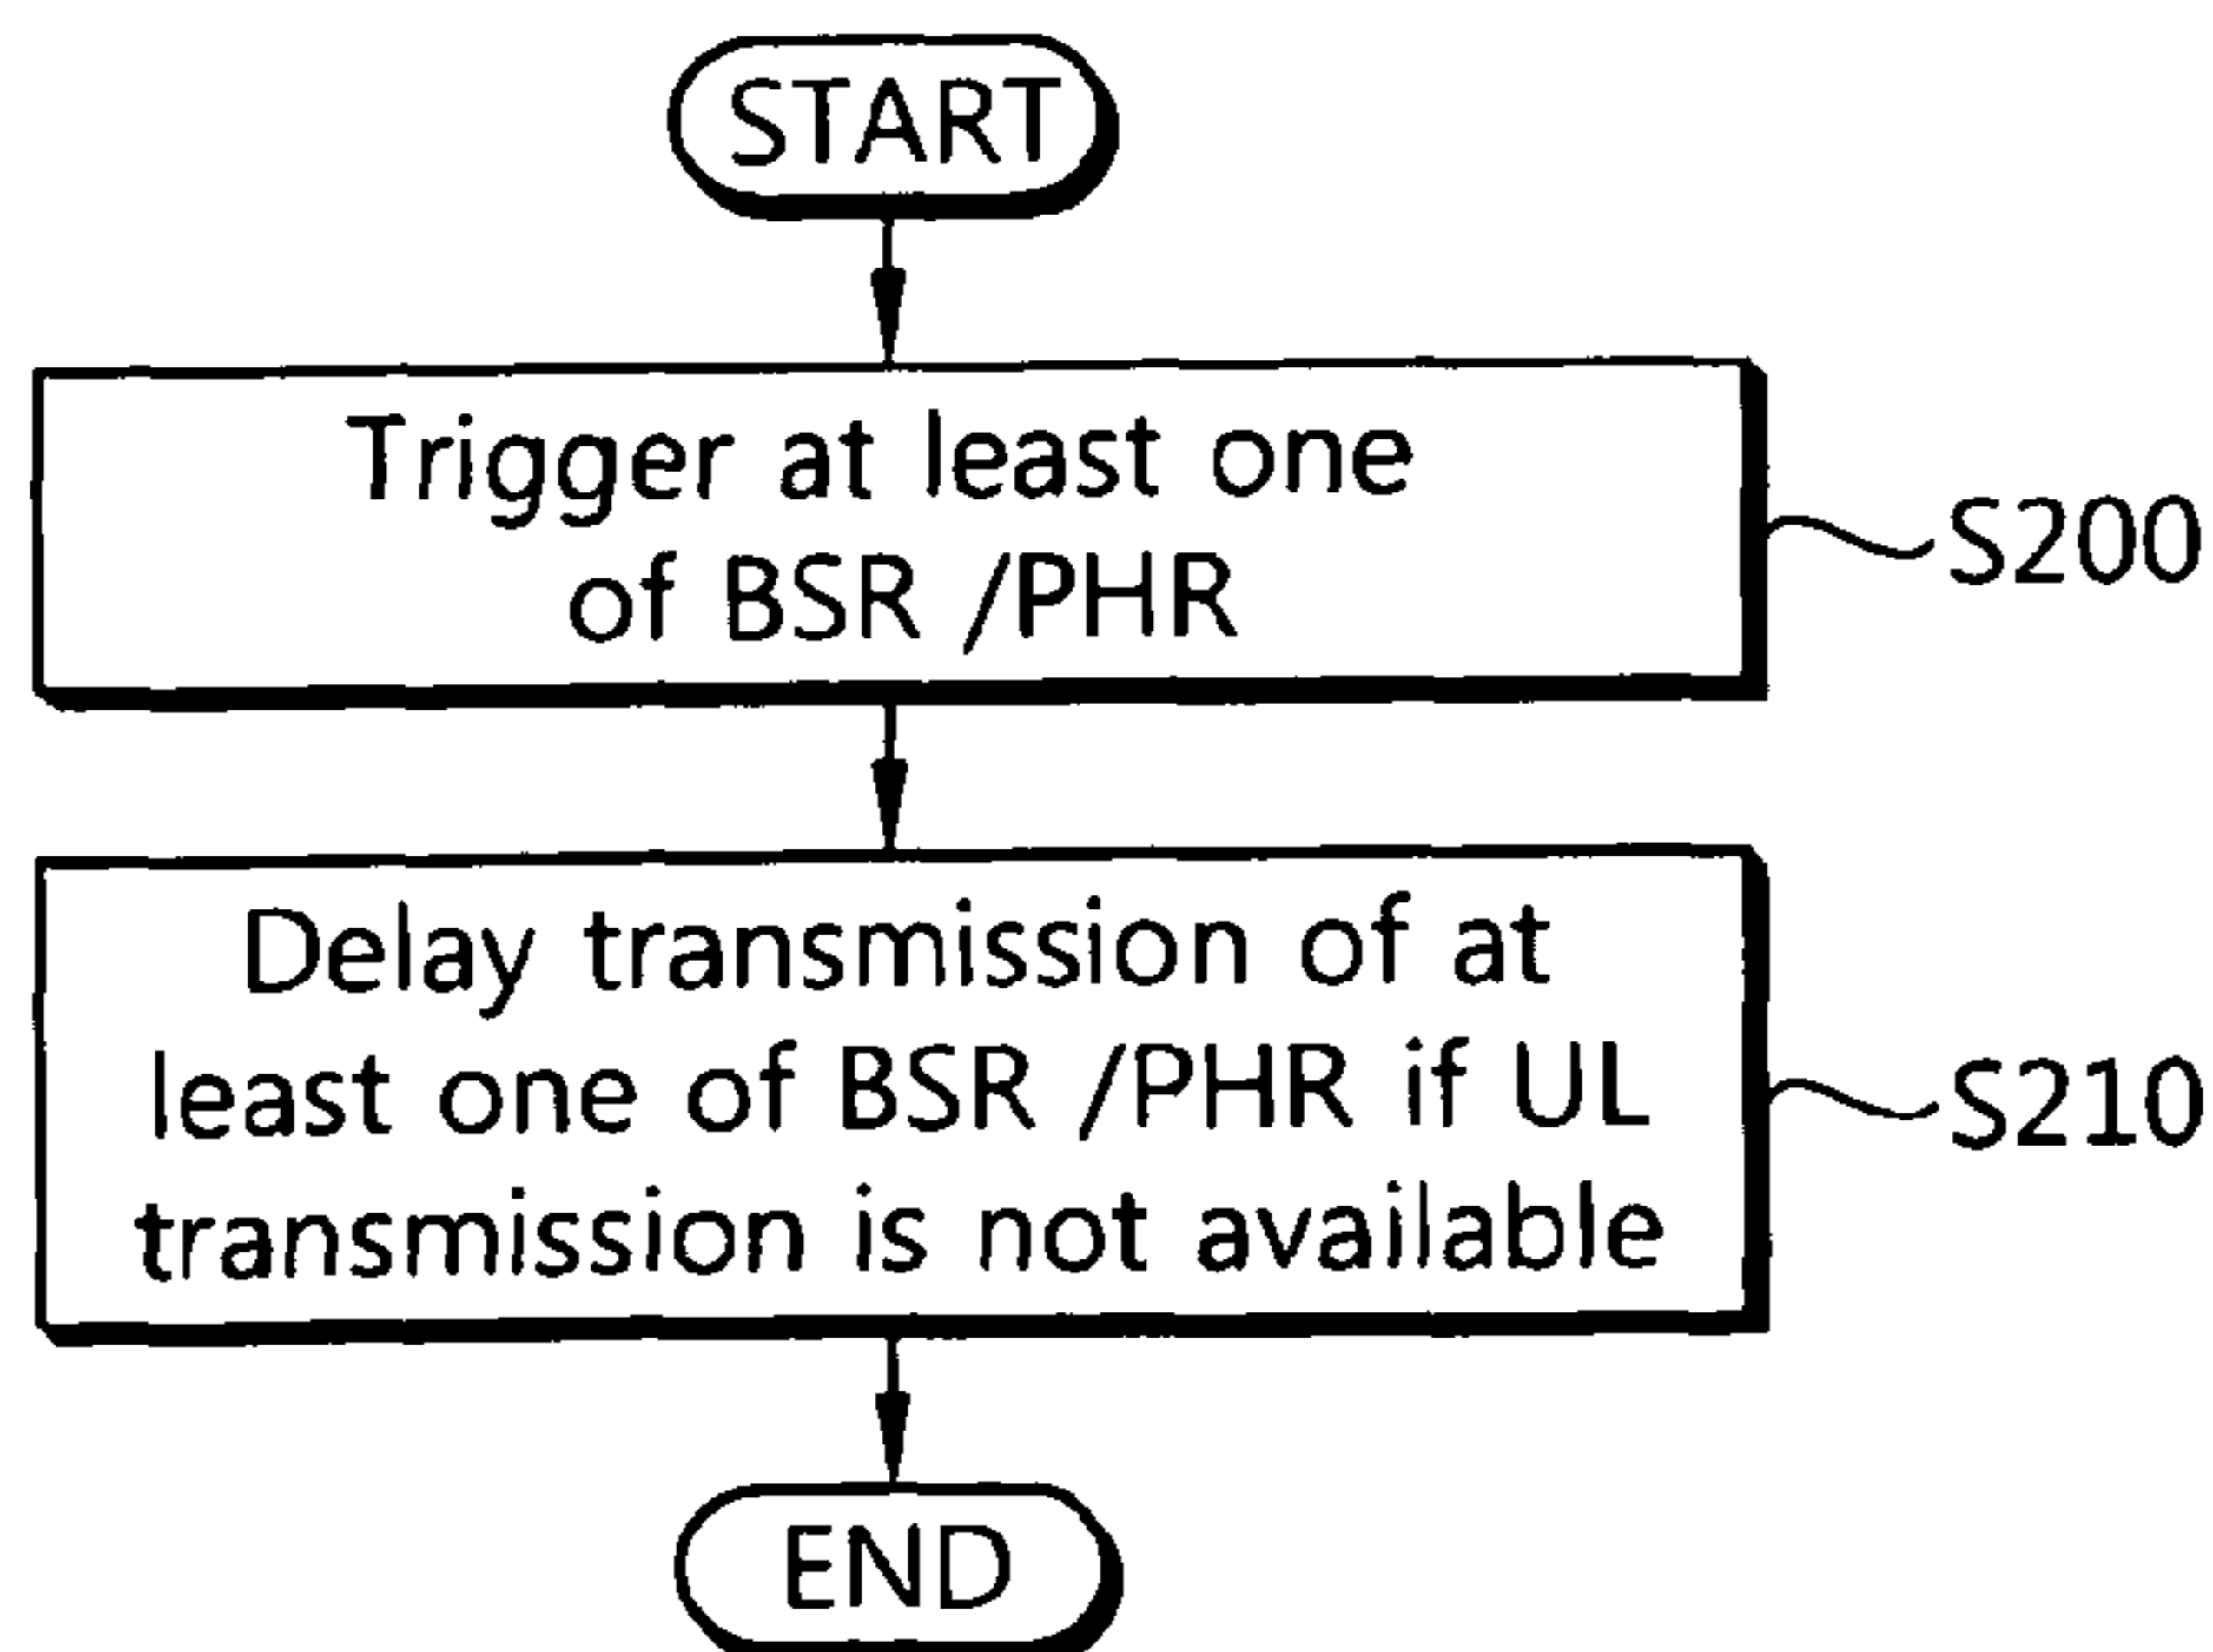 START
Trigger at least one
of BSR /PHR
S200
Delay transmission of at
least one of BSR /PHR if UL
transmission is not available
S210
END